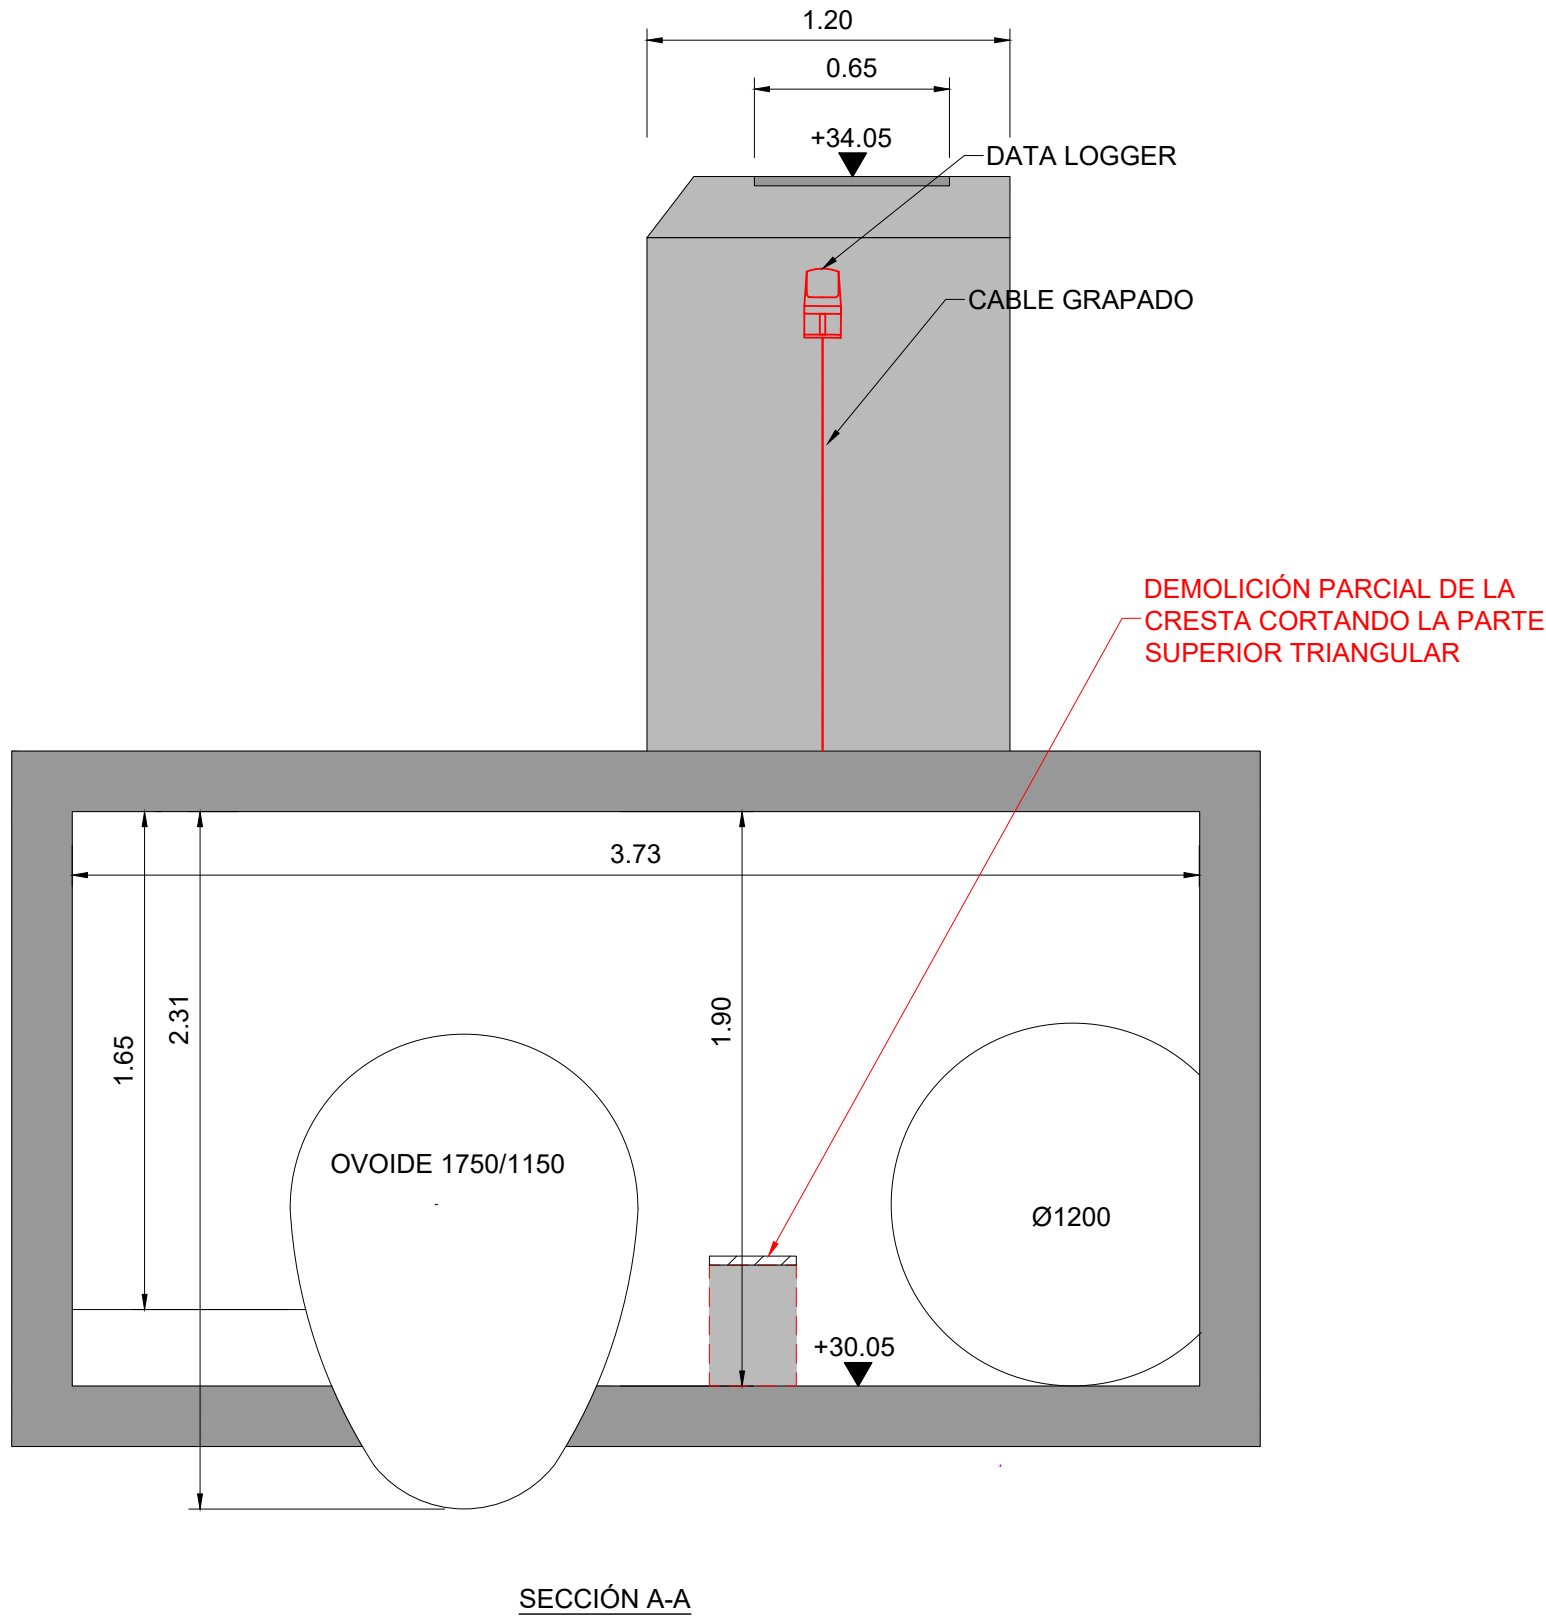 1.20
0.65
+34.05
DATA LOGGER
CABLE GRAPADO
DEMOLICIÓN PARCIAL DE LA
CRESTA CORTANDO LA PARTE
SUPERIOR TRIANGULAR
3.73
1.65
2.31
1.90
OVOIDE 1750/1150
Ø1200
+30.05
SECCIÓN A-A